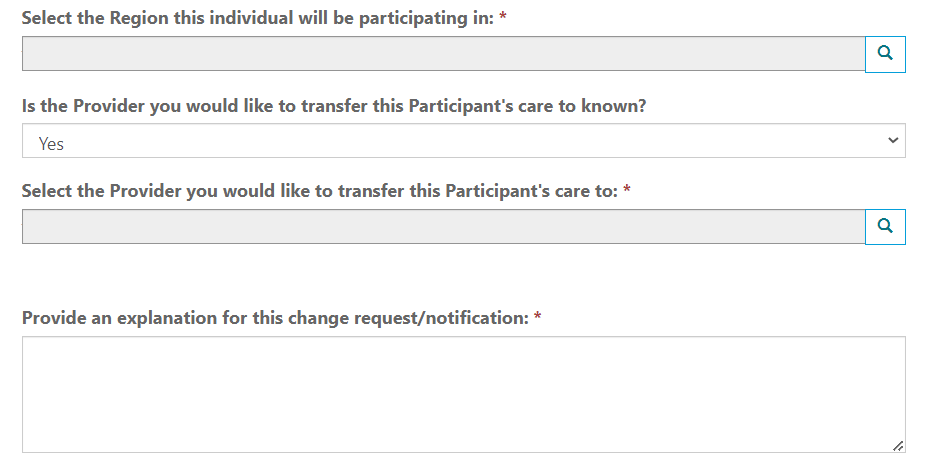 Select the Region this individual will be participating in: *
Is the Provider you would like to transfer this Participant's care to known?
Yes
Select the Provider you would like to transfer this Participant's care to: *
Provide an explanation for this change request/notification: *